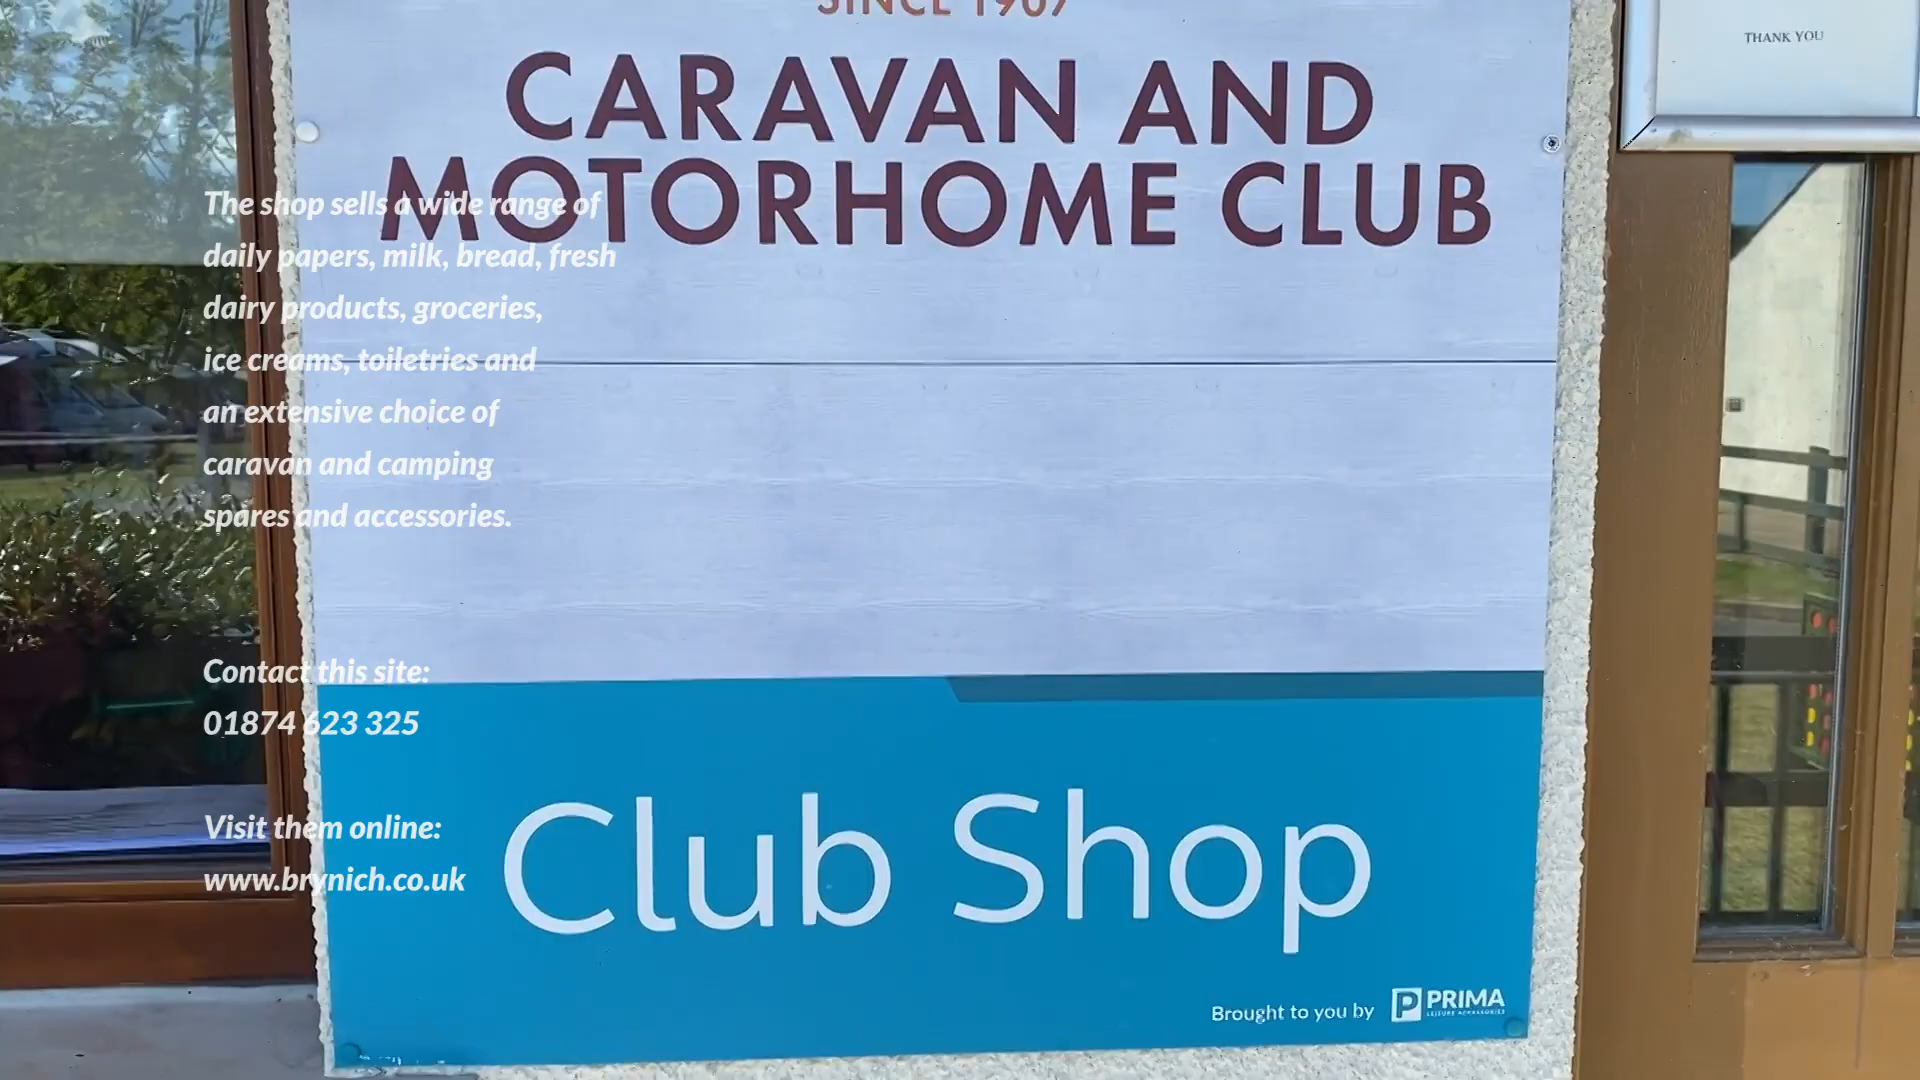 SINCE 1907
CARAVAN AND
MOTORHOME CLUB
THANK YOU
The shop sells a wide range of
daily papers, milk, bread, fresh
dairy products, groceries,
ice creams, toiletries and
an extensive choice of
caravan and camping
spares and accessories.
Contact this site:
01874 623 325
Visit them online:
www.brynich.co.uk
Club Shop
Brought to you by
PRIMA
LEISURE ACCESSORIES